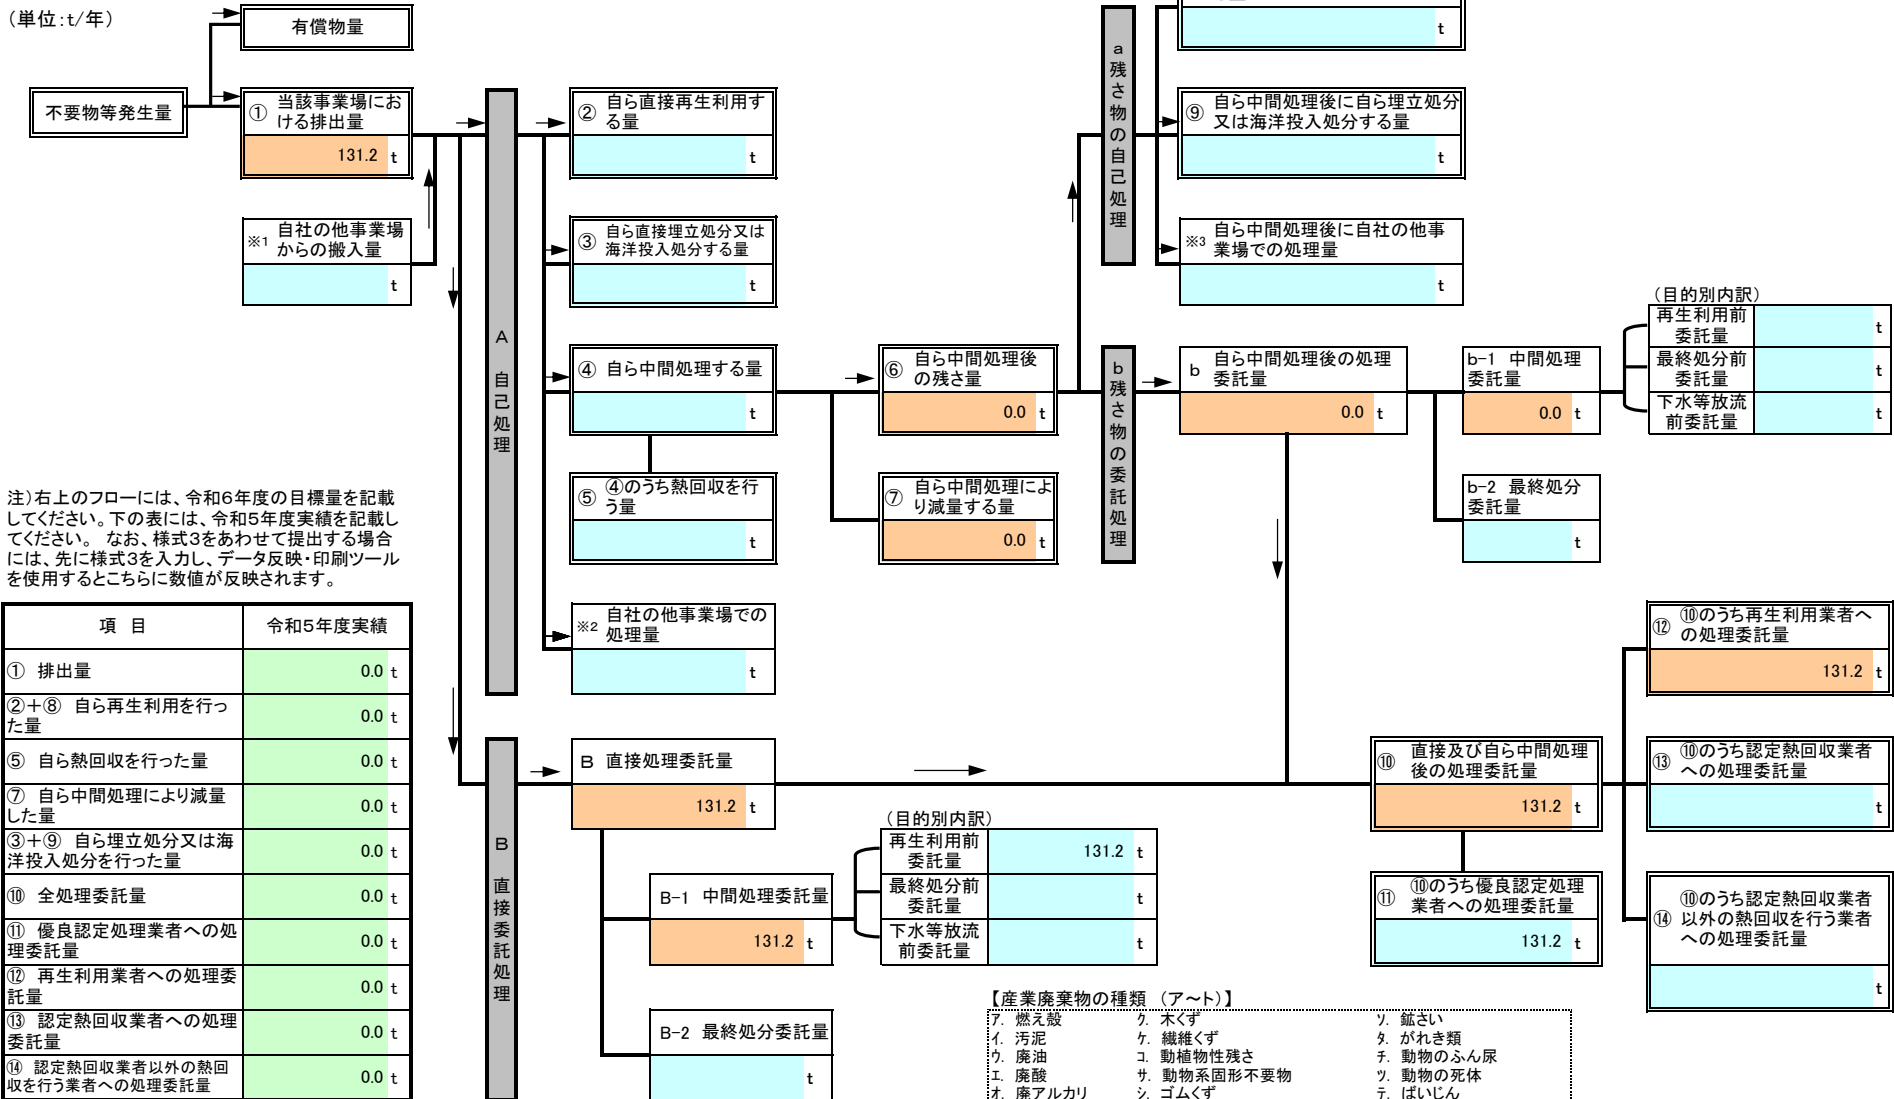 (単位:t/年)
有償物量
不要物等発生量
① 当該事業場にお
ける排出量
131.2 t
※1 自社の他事業場
からの搬入量
t
A 自己処理
② 自ら直接再生利用す
る量
t
③ 自ら直接埋立処分又は
海洋投入処分する量
t
④ 自ら中間処理する量
t
⑤ ④のうち熱回収を行
う量
t
※2 自社の他事業場での
処理量
t
⑥ 自ら中間処理後
の残さ量
0.0 t
⑦ 自ら中間処理によ
り減量する量
0.0 t
a 残さ物の自己処理
t
⑨ 自ら中間処理後に自ら埋立処分
又は海洋投入処分する量
t
※3 自ら中間処理後に自社の他事
業場での処理量
t
b 残さ物の委託処理
b 自ら中間処理後の処理
委託量
0.0 t
b-1 中間処理
委託量
0.0 t
(目的別内訳)
再生利用前
委託量
t
最終処分前
委託量
t
下水等放流
前委託量
t
b-2 最終処分
委託量
t
注)右上のフローには、令和6年度の目標量を記載
してください。下の表には、令和5年度実績を記載し
てください。 なお、様式3をあわせて提出する場合
には、先に様式3を入力し、データ反映・印刷ツール
を使用するとこちらに数値が反映されます。
項 目 令和5年度実績
① 排出量 0.0 t
②+⑧ 自ら再生利用を行っ
た量
0.0 t
⑤ 自ら熱回収を行った量 0.0 t
⑦ 自ら中間処理により減量
した量
0.0 t
③+⑨ 自ら埋立処分又は海
洋投入処分を行った量
0.0 t
⑩ 全処理委託量 0.0 t
⑪ 優良認定処理業者への処
理委託量
0.0 t
⑫ 再生利用業者への処理委
託量
0.0 t
⑬ 認定熱回収業者への処理
委託量
0.0 t
⑭ 認定熱回収業者以外の熱回
収を行う業者への処理委託量
0.0 t
B 直接委託処理
B 直接処理委託量
131.2 t
B-1 中間処理委託量
131.2 t
(目的別内訳)
再生利用前
委託量
131.2 t
最終処分前
委託量
t
下水等放流
前委託量
t
B-2 最終処分委託量
t
⑩ 直接及び自ら中間処理
後の処理委託量
131.2 t
⑪ ⑩のうち優良認定処理
業者への処理委託量
131.2 t
⑫ ⑩のうち再生利用業者へ
の処理委託量
131.2 t
⑬ ⑩のうち認定熱回収業者
への処理委託量
t
⑭ ⑩のうち認定熱回収業者
以外の熱回収を行う業者
への処理委託量
t
【産業廃棄物の種類 (ア~ト)】
ア. 燃え殻 ク. 木くず ソ. 鉱さい
イ. 汚泥 ケ. 繊維くず タ. がれき類
ウ. 廃油 コ. 動植物性残さ チ. 動物のふん尿
エ. 廃酸 サ. 動物系固形不要物 ツ. 動物の死体
オ. 廃アルカリ シ. ゴムくず テ. ばいじん